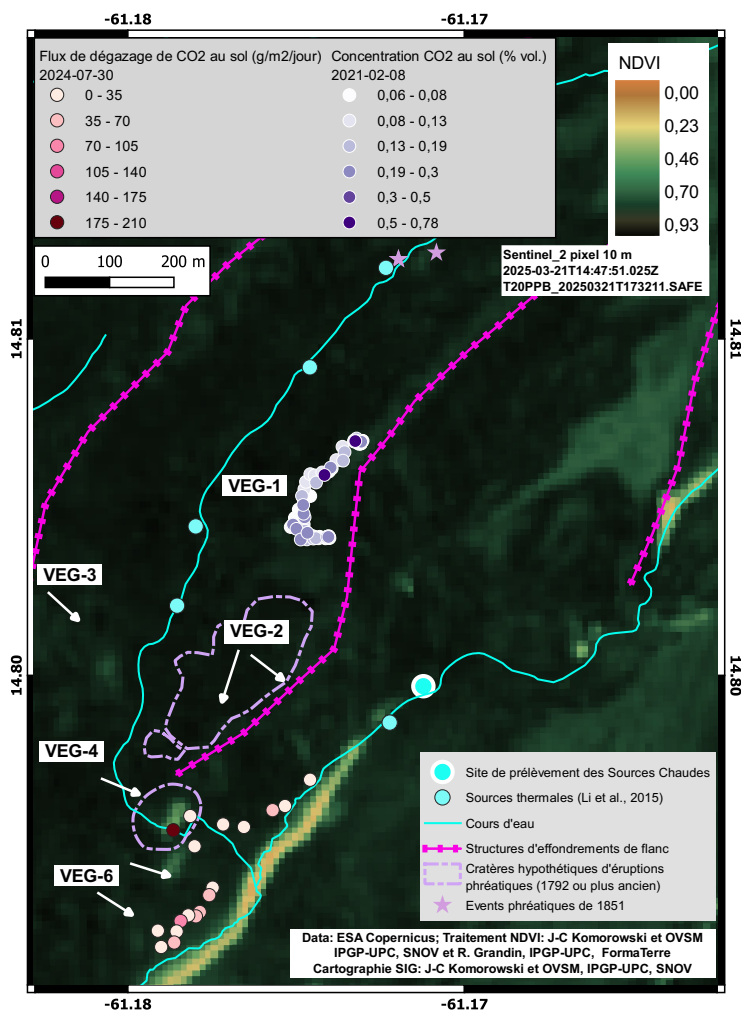 -61.18
-61.17
Flux de dégazage de CO2 au sol (g/m2/jour)
2024-07-30
0 - 35
35 - 70
70 - 105
105 - 140
140 - 175
175 - 210
Concentration CO2 au sol (% vol.)
2021-02-08
0,06 - 0,08
0,08 - 0,13
0,13 - 0,19
0,19 - 0,3
0,3 - 0,5
0,5 - 0,78
NDVI
0,00
0,23
0,46
0,70
0,93
0
100
200 m
Sentinel_2 pixel 10 m
2025-03-21T14:47:51.025Z
T20PPB_20250321T173211.SAFE
14.81
14.81
VEG-1
VEG-3
VEG-2
14.80
14.80
VEG-4
VEG-6
Site de prélèvement des Sources Chaudes
Sources thermales (Li et al., 2015)
Cours d'eau
Structures d'effondrements de flanc
Cratères hypothétiques d'éruptions
phréatiques (1792 ou plus ancien)
Events phréatiques de 1851
Data: ESA Copernicus; Traitement NDVI: J-C Komorowski et OVSM
IPGP-UPC, SNOV et R. Grandin, IPGP-UPC, FormaTerre
Cartographie SIG: J-C Komorowski et OVSM, IPGP-UPC, SNOV
-61.18
-61.17